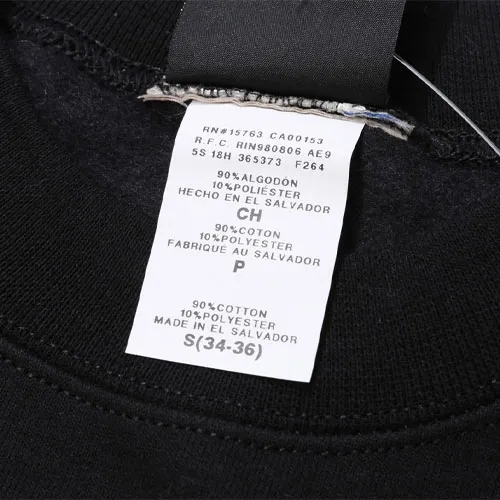 RN#15763 CA00153
R.F.C. RIN980806 AE9
5S 18H 365373 F264
90%ALGODÓN
10%POLIÉSTER
HECHO EN EL SALVADOR
CH
90%COTON
10%POLYESTER
FABRIQUÉ AU SALVADOR
P
90%COTTON
10%POLYESTER
MADE IN EL SALVADOR
S(34-36)